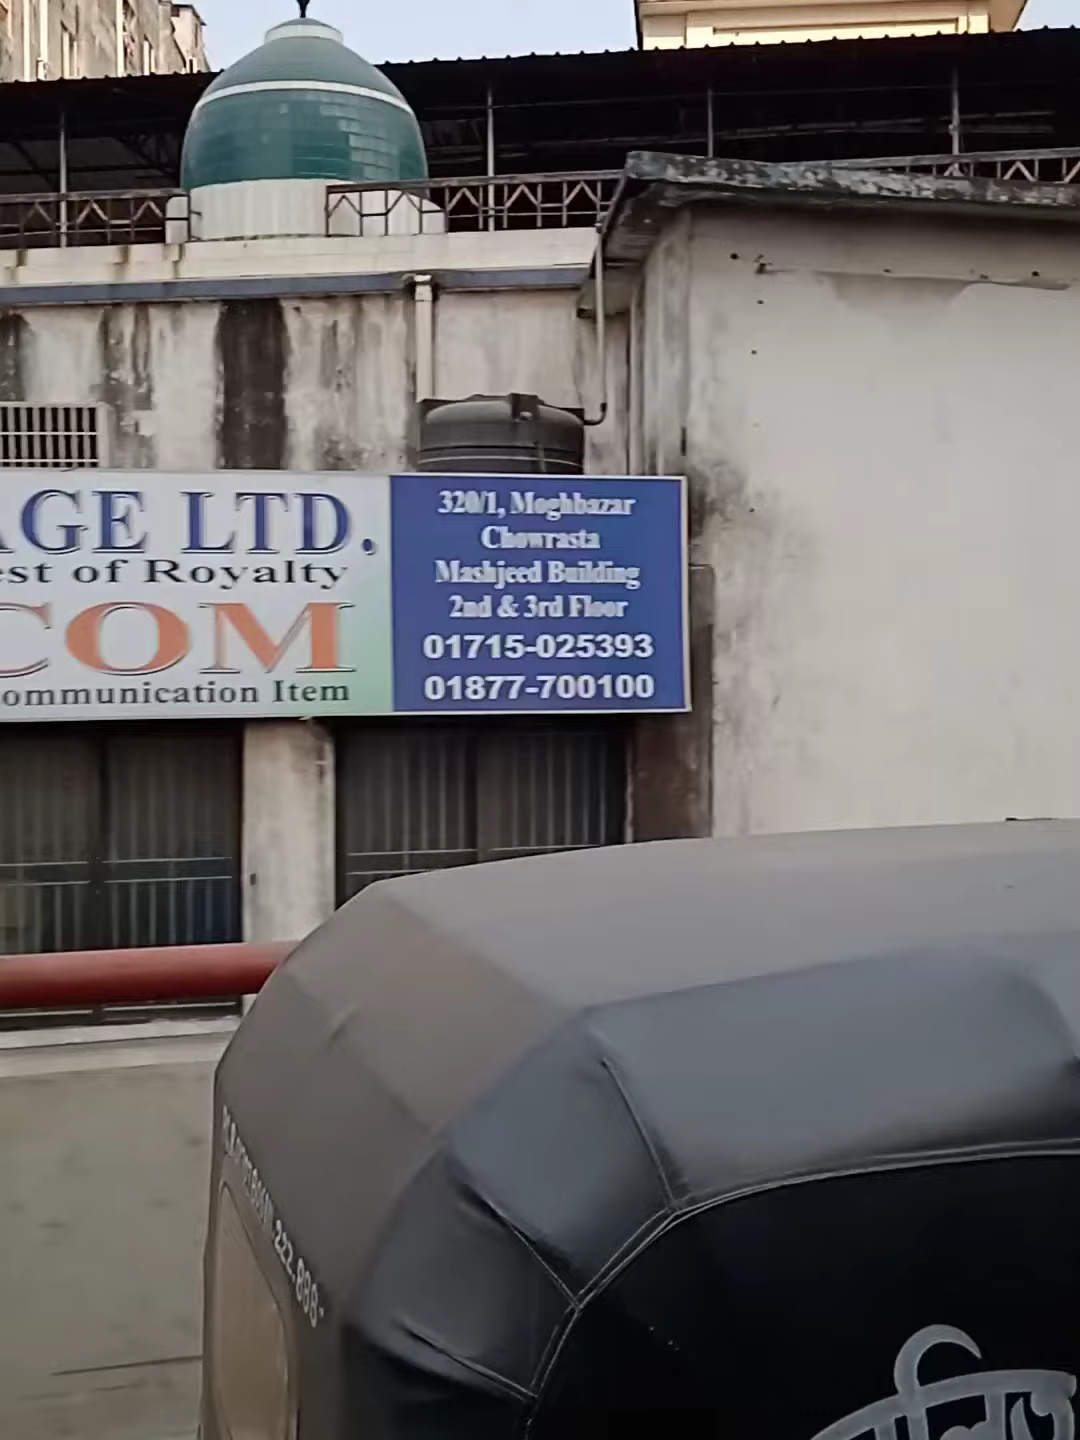 AGE LTD.
est of Royalty
COM
ommunication Item
320/1, Moghbazar
Chowrasta
Mashjeed Building
2nd & 3rd Floor
01715-025393
01877-700100